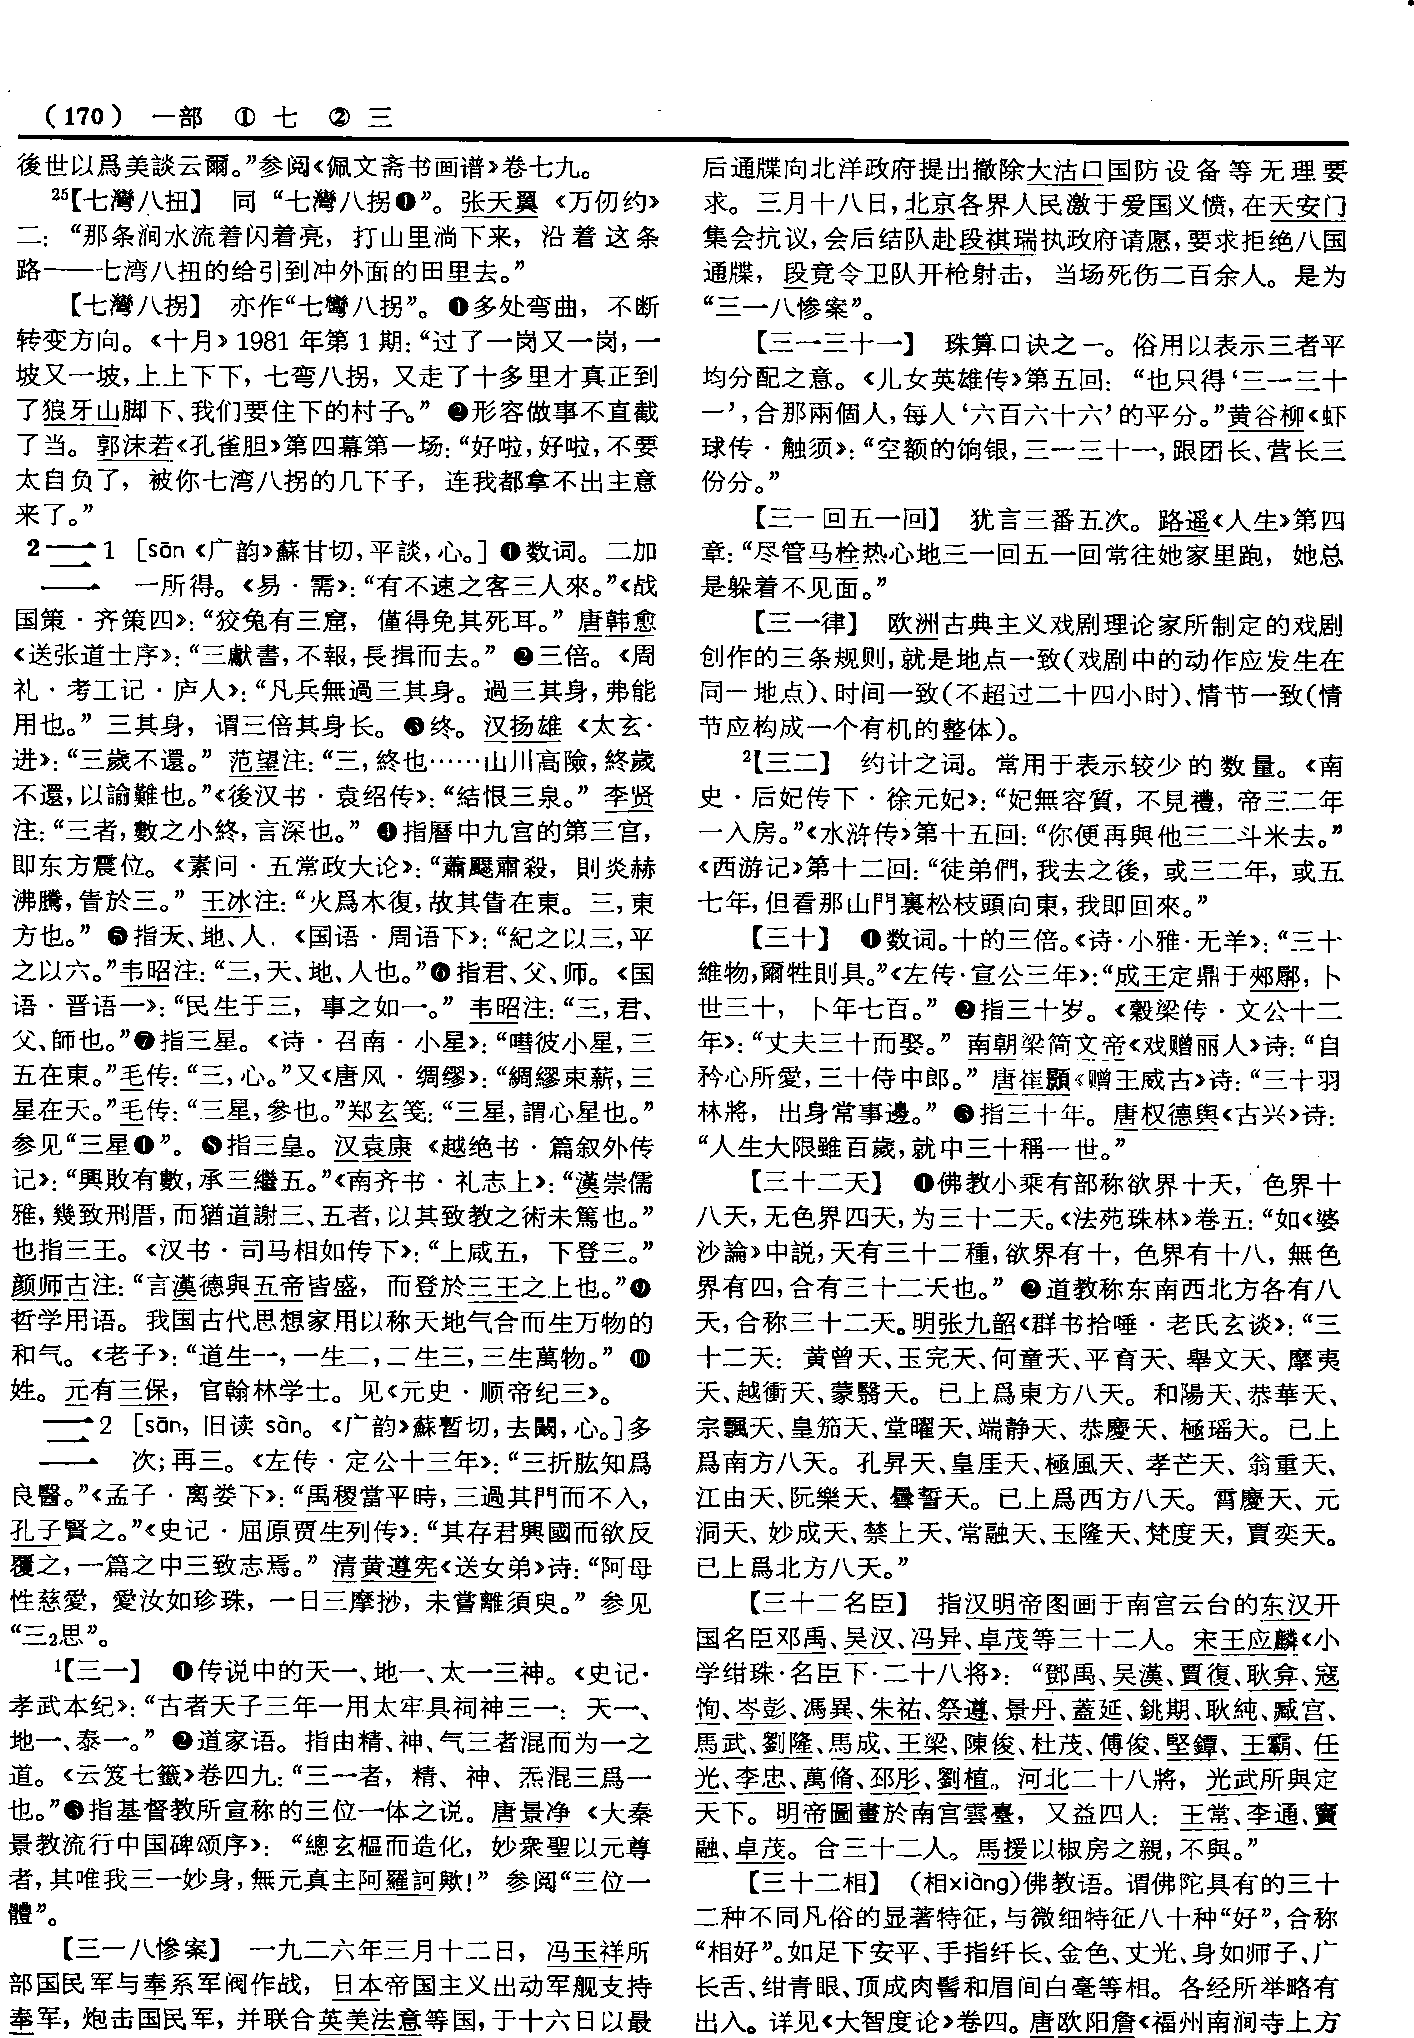 （170） 一部 ① 七 ② 三
後世以爲美談云爾。”参阅《佩文斋书画谱》卷七九。
²⁵【七灣八扭】 同“七灣八拐❶”。张天翼《万仞约》
二：“那条涧水流着闪着亮，打山里淌下来，沿着这条
路——七湾八扭的给引到冲外面的田里去。”
【七灣八拐】 亦作“七彎八拐”。❶多处弯曲，不断
转变方向。《十月》1981年第1期：“过了一岗又一岗，一
坡又一坡，上上下下，七弯八拐，又走了十多里才真正到
了狼牙山脚下、我们要住下的村子。”❷形容做事不直截
了当。郭沫若《孔雀胆》第四幕第一场：“好啦，好啦，不要
太自负了，被你七湾八拐的几下子，连我都拿不出主意
来了。”
2 三1 [sān《广韵》蘇甘切，平談，心。]❶数词。二加
一所得。《易·需》：“有不速之客三人來。”《战
国策·齐策四》：“狡兔有三窟，僅得免其死耳。”唐韩愈
《送张道士序》：“三獻書，不報，長揖而去。”❷三倍。《周
礼·考工记·庐人》：“凡兵無過三其身。過三其身，弗能
用也。”三其身，谓三倍其身长。❸终。汉扬雄《太玄·
进》：“三歲不還。”范望注：“三，終也……山川高險，終歲
不還，以諭難也。”《後汉书·袁绍传》：“結恨三泉。”李贤
注：“三者，數之小終，言深也。”❹指曆中九宫的第三宫，
即东方震位。《素问·五常政大论》：“蕭飋肅殺，則炎赫
沸騰，眚於三。”王冰注：“火爲木復，故其眚在東。三，東
方也。”❺指天、地、人。《国语·周语下》：“紀之以三，平
之以六。”韦昭注：“三，天、地、人也。”❻指君、父、师。《国
语·晋语一》：“民生于三，事之如一。”韦昭注：“三，君、
父、師也。”❼指三星。《诗·召南·小星》：“嘒彼小星，三
五在東。”毛传：“三，心。”又《唐风·绸缪》：“綢繆束薪，三
星在天。”毛传：“三星，參也。”郑玄笺：“三星，謂心星也。”
参见“三星❶”。❽指三皇。汉袁康《越绝书·篇叙外传
记》：“興敗有數，承三繼五。”《南齐书·礼志上》：“漢崇儒
雅，幾致刑厝，而猶道謝三、五者，以其致教之術未篤也。”
也指三王。《汉书·司马相如传下》：“上咸五，下登三。”
颜师古注：“言漢德與五帝皆盛，而登於三王之上也。”❾
哲学用语。我国古代思想家用以称天地气合而生万物的
和气。《老子》：“道生一，一生二，二生三，三生萬物。”❿
姓。元有三保，官翰林学士。见《元史·顺帝纪三》。
三2 [sān，旧读 sàn。《广韵》蘇暫切，去闞，心。]多
次；再三。《左传·定公十三年》：“三折肱知爲
良醫。”《孟子·离娄下》：“禹稷當平時，三過其門而不入，
孔子賢之。”《史记·屈原贾生列传》：“其存君興國而欲反
覆之，一篇之中三致志焉。”清黄遵宪《送女弟》诗：“阿母
性慈愛，愛汝如珍珠，一日三摩挱，未嘗離須臾。”参见
“三2思”。
¹【三一】 ❶传说中的天一、地一、太一三神。《史记·
孝武本纪》：“古者天子三年一用太牢具祠神三一：天一、
地一、泰一。”❷道家语。指由精、神、气三者混而为一之
道。《云笈七籤》卷四九：“三一者，精、神、炁混三爲一
也。”❸指基督教所宣称的三位一体之说。唐景净《大秦
景教流行中国碑颂序》：“總玄樞而造化，妙衆聖以元尊
者，其唯我三一妙身，無元真主阿羅訶歟！”参阅“三位一
體”。
【三一八惨案】 一九二六年三月十二日，冯玉祥所
部国民军与奉系军阀作战，日本帝国主义出动军舰支持
奉军，炮击国民军，并联合英美法意等国，于十六日以最
后通牒向北洋政府提出撤除大沽口国防设备等无理要
求。三月十八日，北京各界人民激于爱国义愤，在天安门
集会抗议，会后结队赴段祺瑞执政府请愿，要求拒绝八国
通牒，段竟令卫队开枪射击，当场死伤二百余人。是为
“三一八惨案”。
【三一三十一】 珠算口诀之一。俗用以表示三者平
均分配之意。《儿女英雄传》第五回：“也只得‘三一三十
一’，合那兩個人，每人‘六百六十六’的平分。”黄谷柳《虾
球传·触须》：“空额的饷银，三一三十一，跟团长、营长三
份分。”
【三一回五一回】 犹言三番五次。路遥《人生》第四
章：“尽管马栓热心地三一回五一回常往她家里跑，她总
是躲着不见面。”
【三一律】 欧洲古典主义戏剧理论家所制定的戏剧
创作的三条规则，就是地点一致（戏剧中的动作应发生在
同一地点）、时间一致（不超过二十四小时）、情节一致（情
节应构成一个有机的整体）。
²【三二】 约计之词。常用于表示较少的数量。《南
史·后妃传下·徐元妃》：“妃無容質，不見禮，帝三二年
一入房。”《水浒传》第十五回：“你便再與他三二斗米去。”
《西游记》第十二回：“徒弟們，我去之後，或三二年，或五
七年，但看那山門裏松枝頭向東，我即回來。”
【三十】 ❶数词。十的三倍。《诗·小雅·无羊》：“三十
維物，爾牲則具。”《左传·宣公三年》：“成王定鼎于郟鄏，卜
世三十，卜年七百。”❷指三十岁。《穀梁传·文公十二
年》：“丈夫三十而娶。”南朝梁简文帝《戏赠丽人》诗：“自
矜心所愛，三十侍中郎。”唐崔顥《赠王威古》诗：“三十羽
林將，出身常事邊。”❸指三十年。唐权德舆《古兴》诗：
“人生大限雖百歲，就中三十稱一世。”
【三十二天】 ❶佛教小乘有部称欲界十天，色界十
八天，无色界四天，为三十二天。《法苑珠林》卷五：“如《婆
沙論》中説，天有三十二種，欲界有十，色界有十八，無色
界有四，合有三十二天也。”❷道教称东南西北方各有八
天，合称三十二天。明张九韶《群书拾唾·老氏玄谈》：“三
十二天：黄曾天、玉完天、何童天、平育天、舉文天、摩夷
天、越衝天、蒙翳天。已上爲東方八天。和陽天、恭華天、
宗飄天、皇笳天、堂曜天、端静天、恭慶天、極瑶天。已上
爲南方八天。孔昇天、皇厓天、極風天、孝芒天、翁重天、
江由天、阮樂天、曇誓天。已上爲西方八天。霄慶天、元
洞天、妙成天、禁上天、常融天、玉隆天、梵度天，賈奕天。
已上爲北方八天。”
【三十二名臣】 指汉明帝图画于南宫云台的东汉开
国名臣邓禹、吴汉、冯异、卓茂等三十二人。宋王应麟《小
学绀珠·名臣下·二十八将》：“鄧禹、吴漢、賈復、耿弇、寇
恂、岑彭、馮異、朱祐、祭遵、景丹、蓋延、銚期、耿純、臧宫、
馬武、劉隆、馬成、王梁、陳俊、杜茂、傅俊、堅鐔、王霸、任
光、李忠、萬脩、邳彤、劉植。河北二十八將，光武所與定
天下。明帝圖畫於南宫雲臺，又益四人：王常、李通、竇
融、卓茂。合三十二人。馬援以椒房之親，不與。”
【三十二相】 （相xiàng）佛教语。谓佛陀具有的三十
二种不同凡俗的显著特征，与微细特征八十种“好”，合称
“相好”。如足下安平、手指纤长、金色、丈光、身如师子、广
长舌、绀青眼、顶成肉髻和眉间白毫等相。各经所举略有
出入。详见《大智度论》卷四。唐欧阳詹《福州南涧寺上方